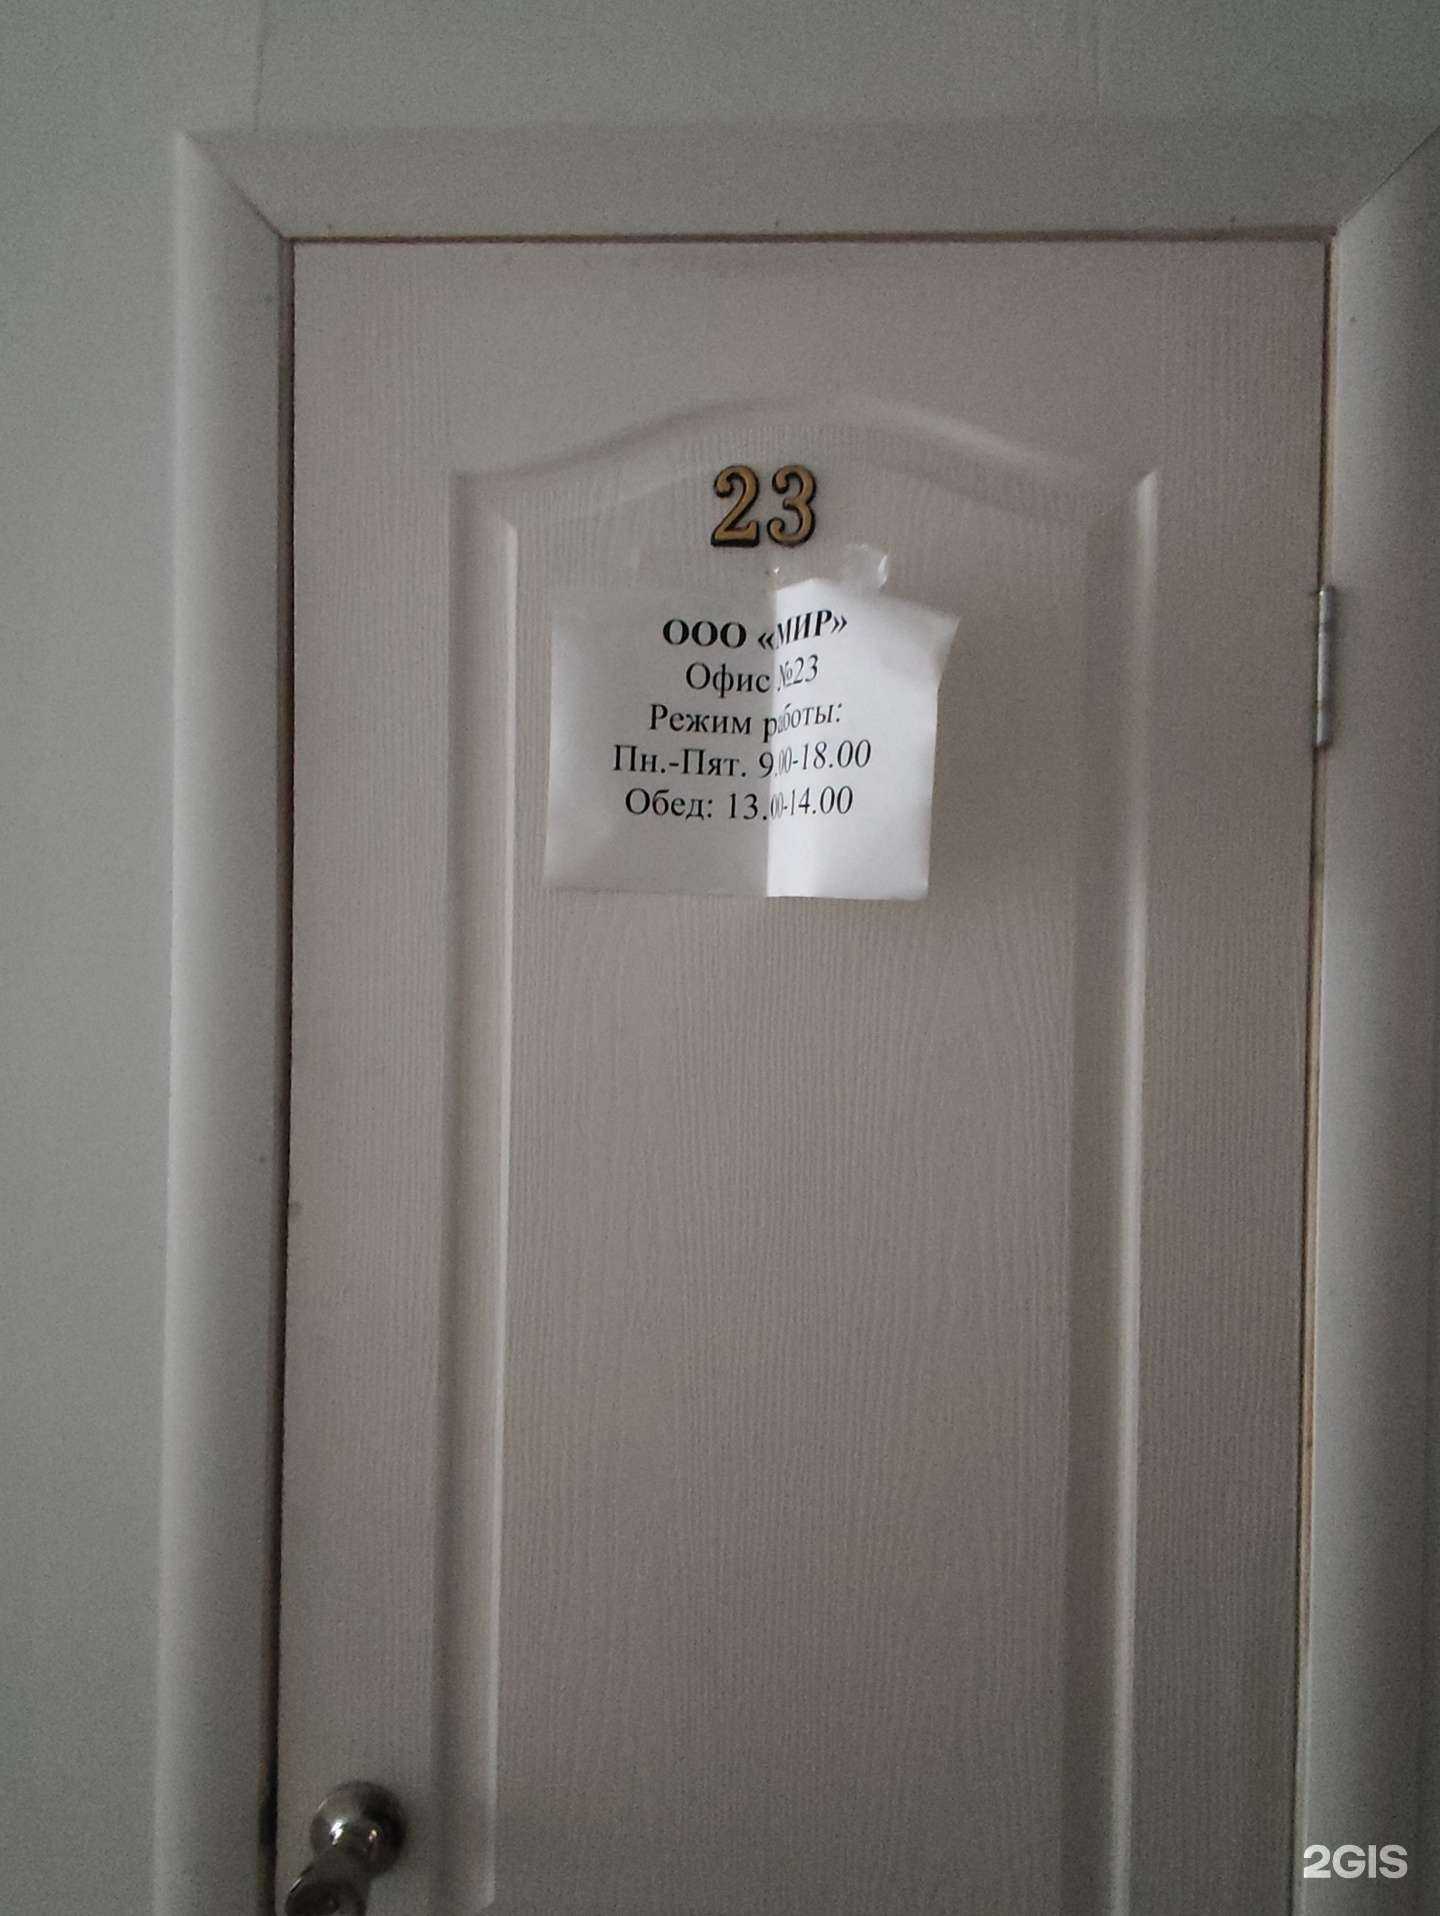 23
ООО «МИР»
Офис №23
Режим работы:
Пн.-Пят. 9.00-18.00
Обед: 13.00-14.00
2GIS